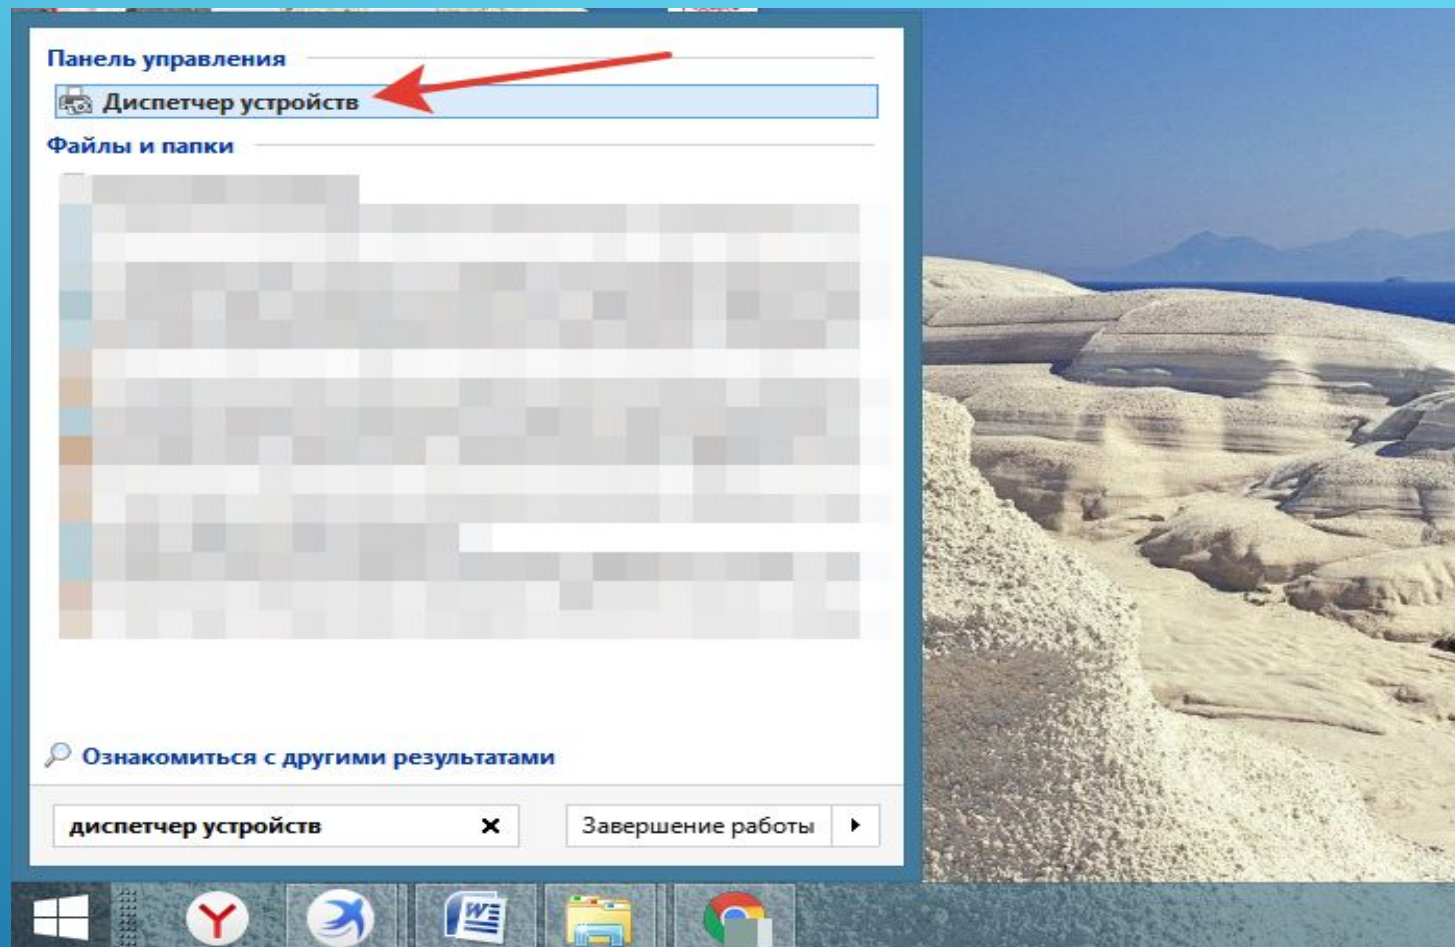 Панель управления
Диспетчер устройств
Файлы и папки
Ознакомиться с другими результатами
диспетчер устройств
Завершение работы